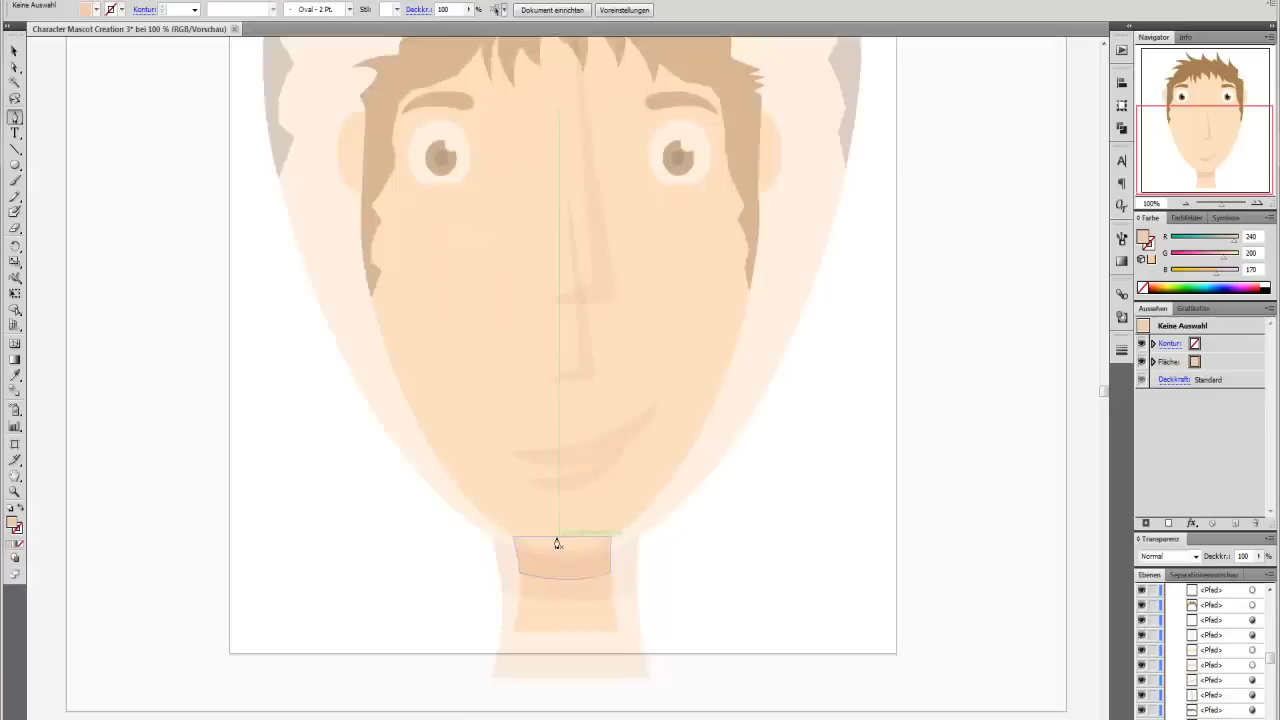 Keine Auswahl Kontur: Oval - 2 Pt. Stil: Deckkr.: 100 % Dokument einrichten Voreinstellungen
Character Mascot Creation 3* bei 100 % (RGB/Vorschau)
Navigator Info
100%
Farbe Farbfelder Symbole
R 240
G 200
B 170
Aussehen Grafikstile
Keine Auswahl
Kontur:
Fläche:
Deckkraft: Standard
Transparenz
Normal Deckkr.: 100 %
Ebenen Separationenvorschau
<Pfad>
<Pfad>
<Pfad>
<Pfad>
<Pfad>
<Pfad>
<Pfad>
<Pfad>
<Pfad>